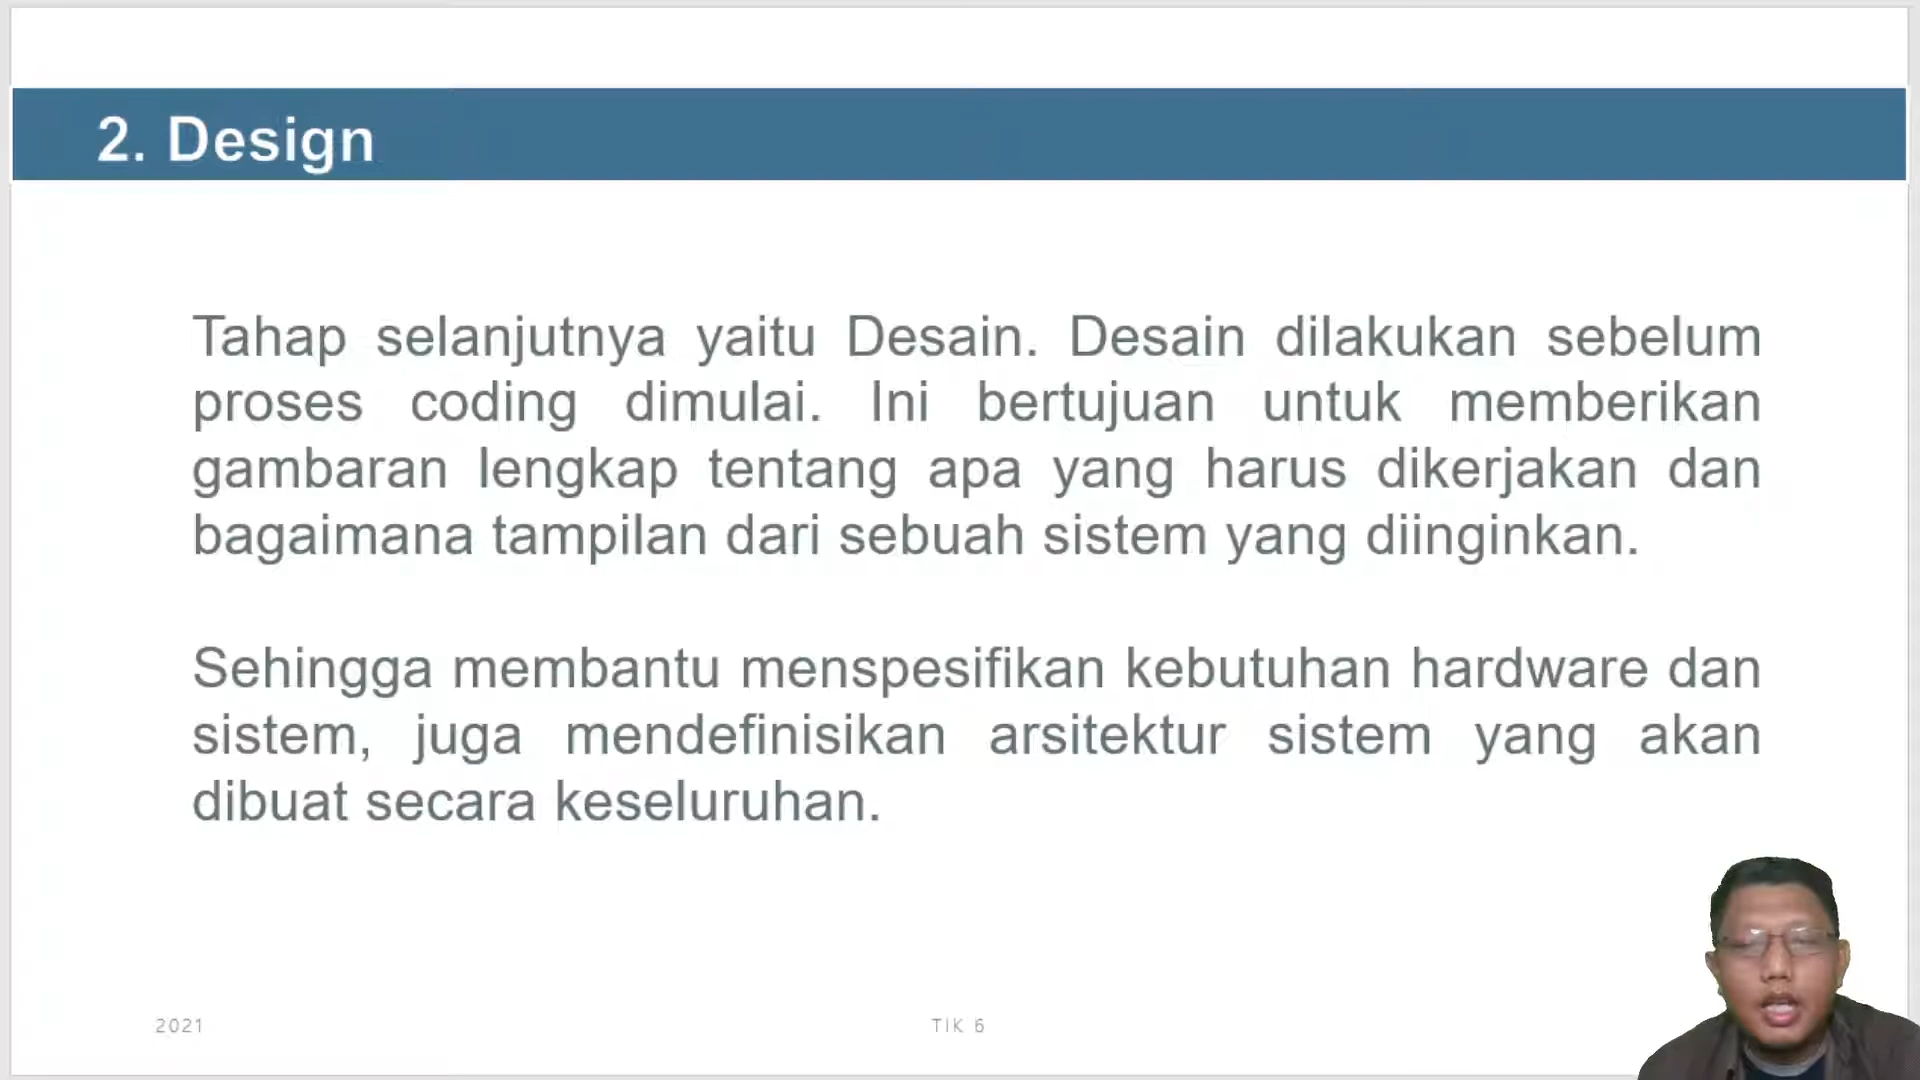 2. Design
Tahap selanjutnya yaitu Desain. Desain dilakukan sebelum
proses coding dimulai. Ini bertujuan untuk memberikan
gambaran lengkap tentang apa yang harus dikerjakan dan
bagaimana tampilan dari sebuah sistem yang diinginkan.
Sehingga membantu menspesifikan kebutuhan hardware dan
sistem, juga mendefinisikan arsitektur sistem yang akan
dibuat secara keseluruhan.
2021
TIK 6